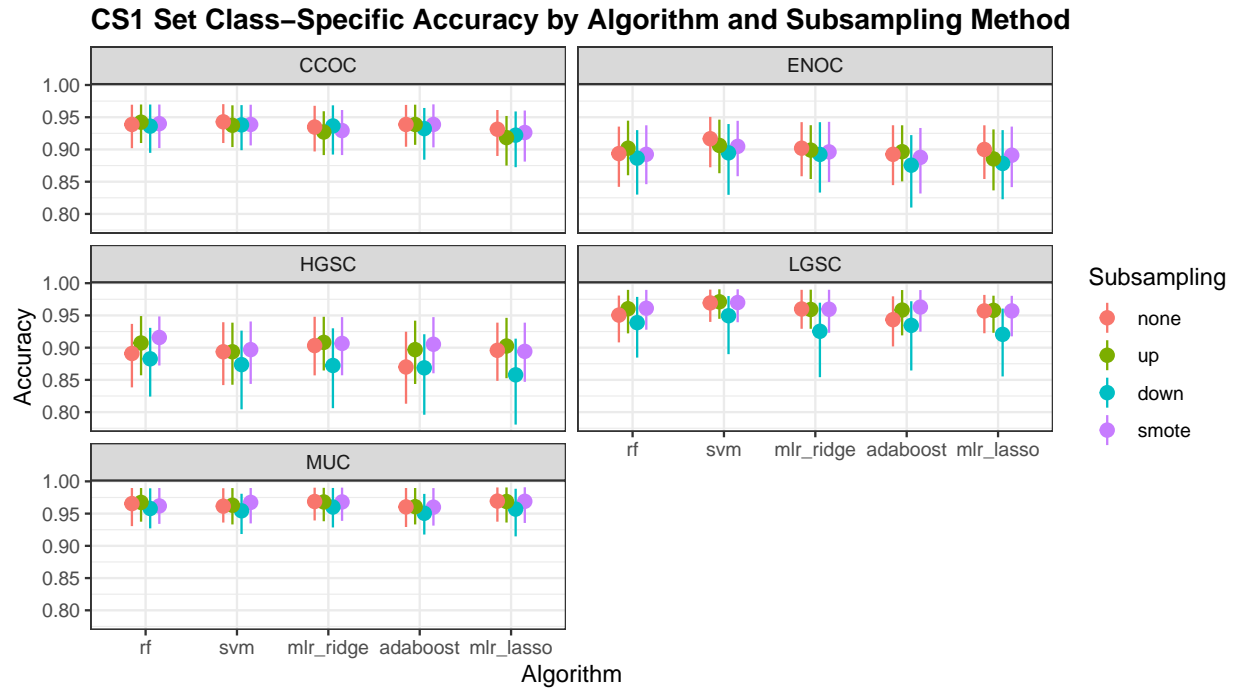 CS1 Set Class−Specific Accuracy by Algorithm and Subsampling Method
CCOC
ENOC
1.00
0.95
0.90
0.85
0.80
HGSC
LGSC
1.00
0.95
0.90
0.85
0.80
rf svm mlr_ridge adaboost mlr_lasso
MUC
1.00
0.95
0.90
0.85
0.80
rf svm mlr_ridge adaboost mlr_lasso
Accuracy
Algorithm
Subsampling
none
up
down
smote